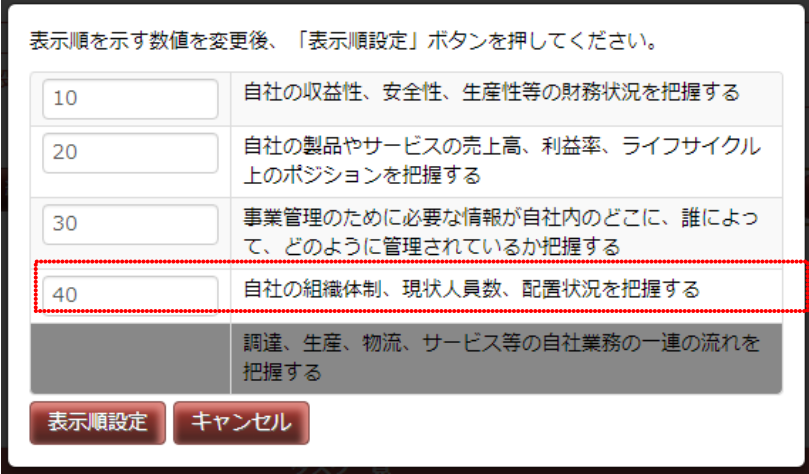 表示順を示す数値を変更後、「表示順設定」ボタンを押してください。
10
自社の収益性、安全性、生産性等の財務状況を把握する
20
自社の製品やサービスの売上高、利益率、ライフサイクル
上のポジションを把握する
30
事業管理のために必要な情報が自社内のどこに、誰によっ
て、どのように管理されているか把握する
40
自社の組織体制、現状人員数、配置状況を把握する
調達、生産、物流、サービス等の自社業務の一連の流れを
把握する
表示順設定
キャンセル